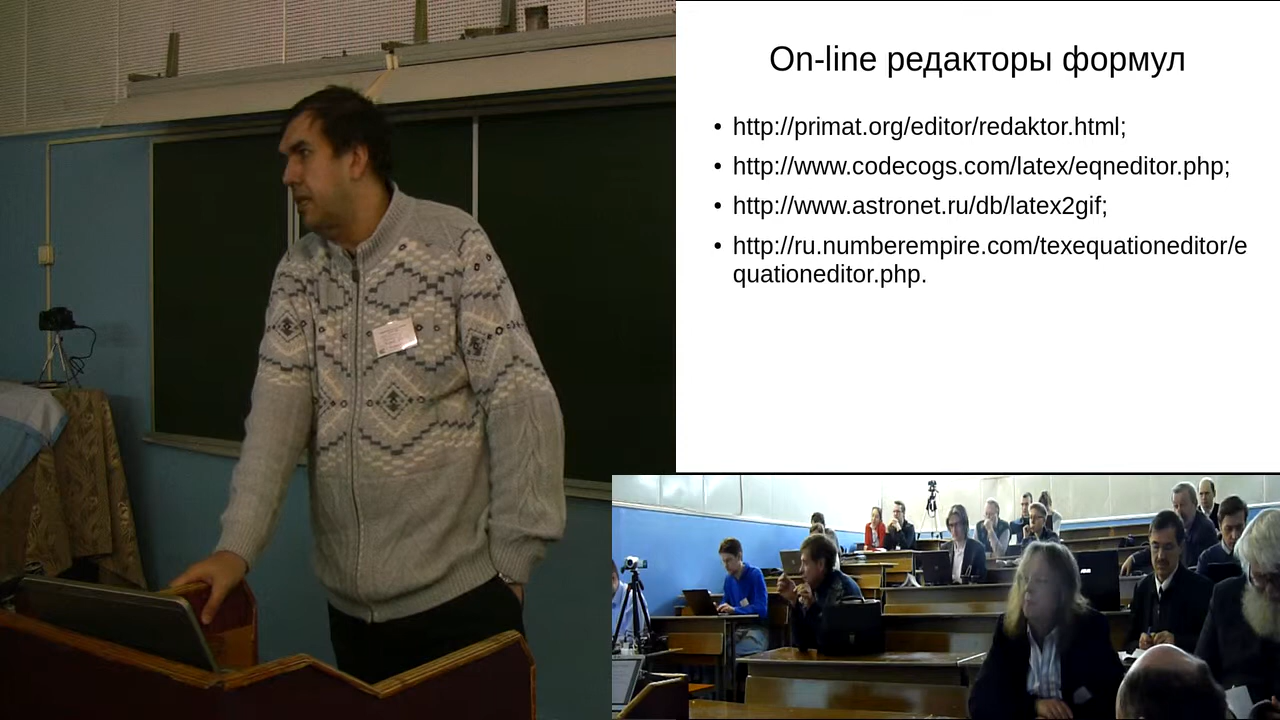 On-line редакторы формул
• http://primat.org/editor/redaktor.html;
• http://www.codecogs.com/latex/eqneditor.php;
• http://www.astronet.ru/db/latex2gif;
• http://ru.numberempire.com/texequationeditor/e
quationeditor.php.